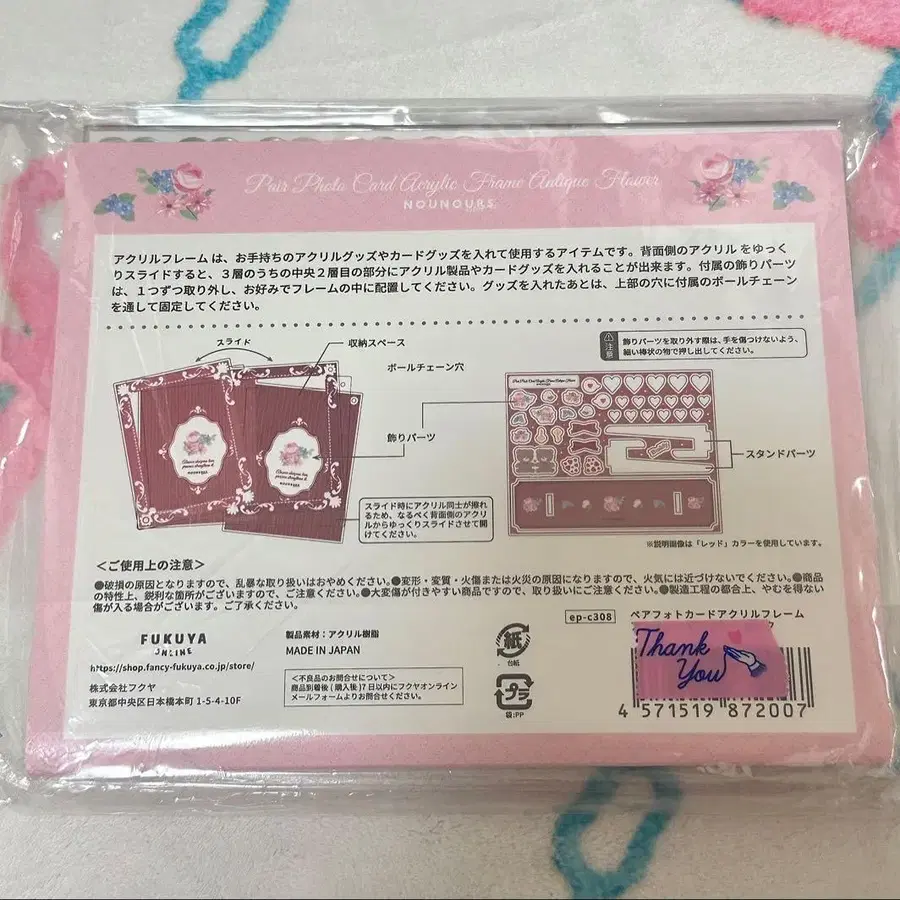 Pair Photo Card Acrylic Frame Antique Flower
NOUNOURS
アクリルフレーム は、お手持ちのアクリルグッズやカードグッズを入れて使用するアイテムです。背面側のアクリル をゆっく
りスライドすると、３層のうちの中央２層目の部分にアクリル製品やカードグッズを入れることが出来ます。付属の飾りパーツ
は、１つずつ取り外し、お好みでフレームの中に配置してください。グッズを入れたあとは、上部の穴に付属のボールチェーン
を通して固定してください。
スライド
収納スペース
ボールチェーン穴
飾りパーツ
注意
飾りパーツを取り外す際は、手を傷つけないよう、
細い棒状の物で押し出してください。
スタンドパーツ
NOUNOURS
NOUNOURS
Pair Photo Card Acrylic Frame Antique Flower
スライド時にアクリル同士が擦れ
るため、なるべく背面側のアクリ
ルからゆっくりスライドさせて開
けてください。
※説明画像は「レッド」カラーを使用しています。
＜ご使用上の注意＞
●破損の原因となりますので、乱暴な取り扱いはおやめください。●変形・変質・火傷または火災の原因になりますので、火気には近づけないでください。●商品
の特性上、鋭利な箇所がございますので、ご注意ください。●大変傷が付きやすい商品ですので、取り扱いにご注意ください。●製造工程の都合上、やむを得ない
傷が入る場合がございます。ご了承ください。
FUKUYA
ONLINE
https://shop.fancy-fukuya.co.jp/store/
株式会社フクヤ
東京都中央区日本橋本町 1-5-4-10F
製品素材：アクリル樹脂
MADE IN JAPAN
＜不良品のお問合せについて＞
商品到着後(購入後)7日以内にフクヤオンライン
メールフォームよりお問合せください。
紙
台紙
プラ
袋:PP
ep-c308
ペアフォトカードアクリルフレーム
Thank
You
4 571519 872007